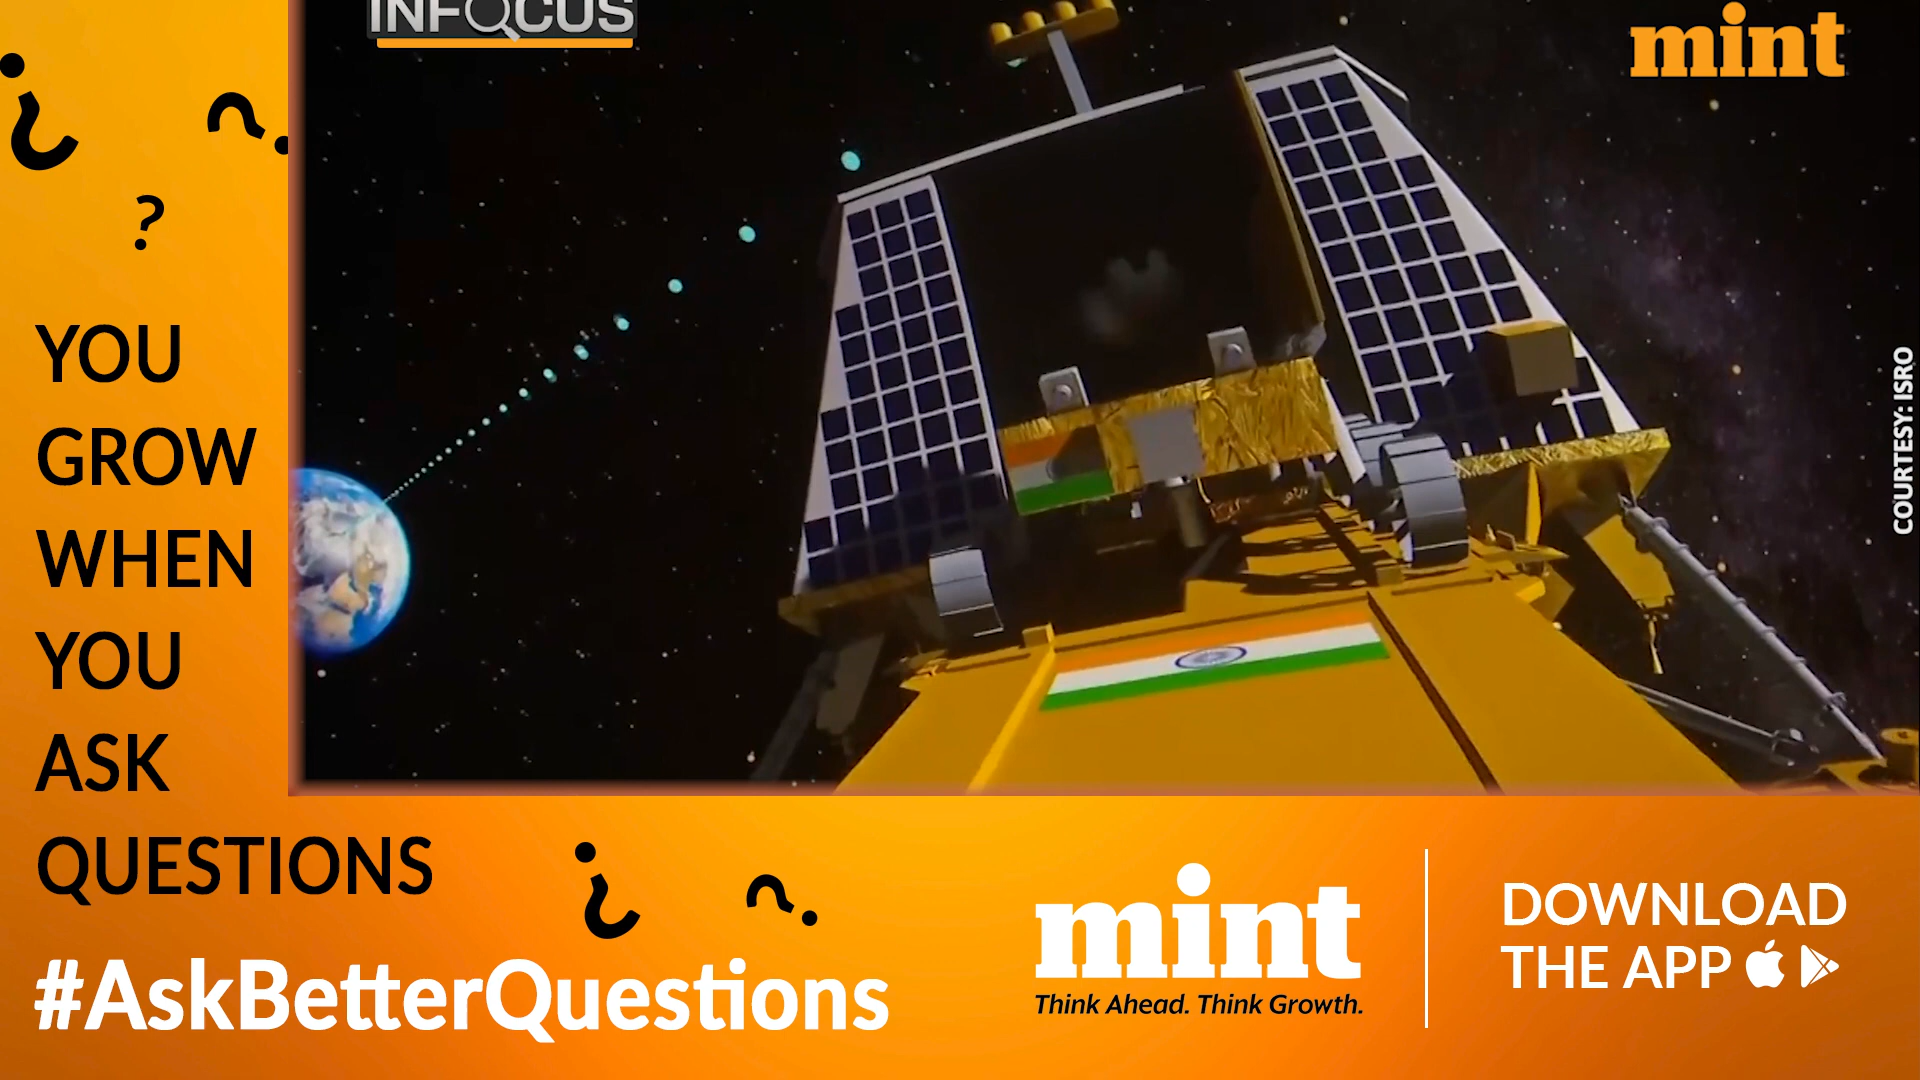 INFOCUS
mint
COURTESY: ISRO
YOU
GROW
WHEN
YOU
ASK
QUESTIONS
#AskBetterQuestions
mint
Think Ahead. Think Growth.
DOWNLOAD
THE APP